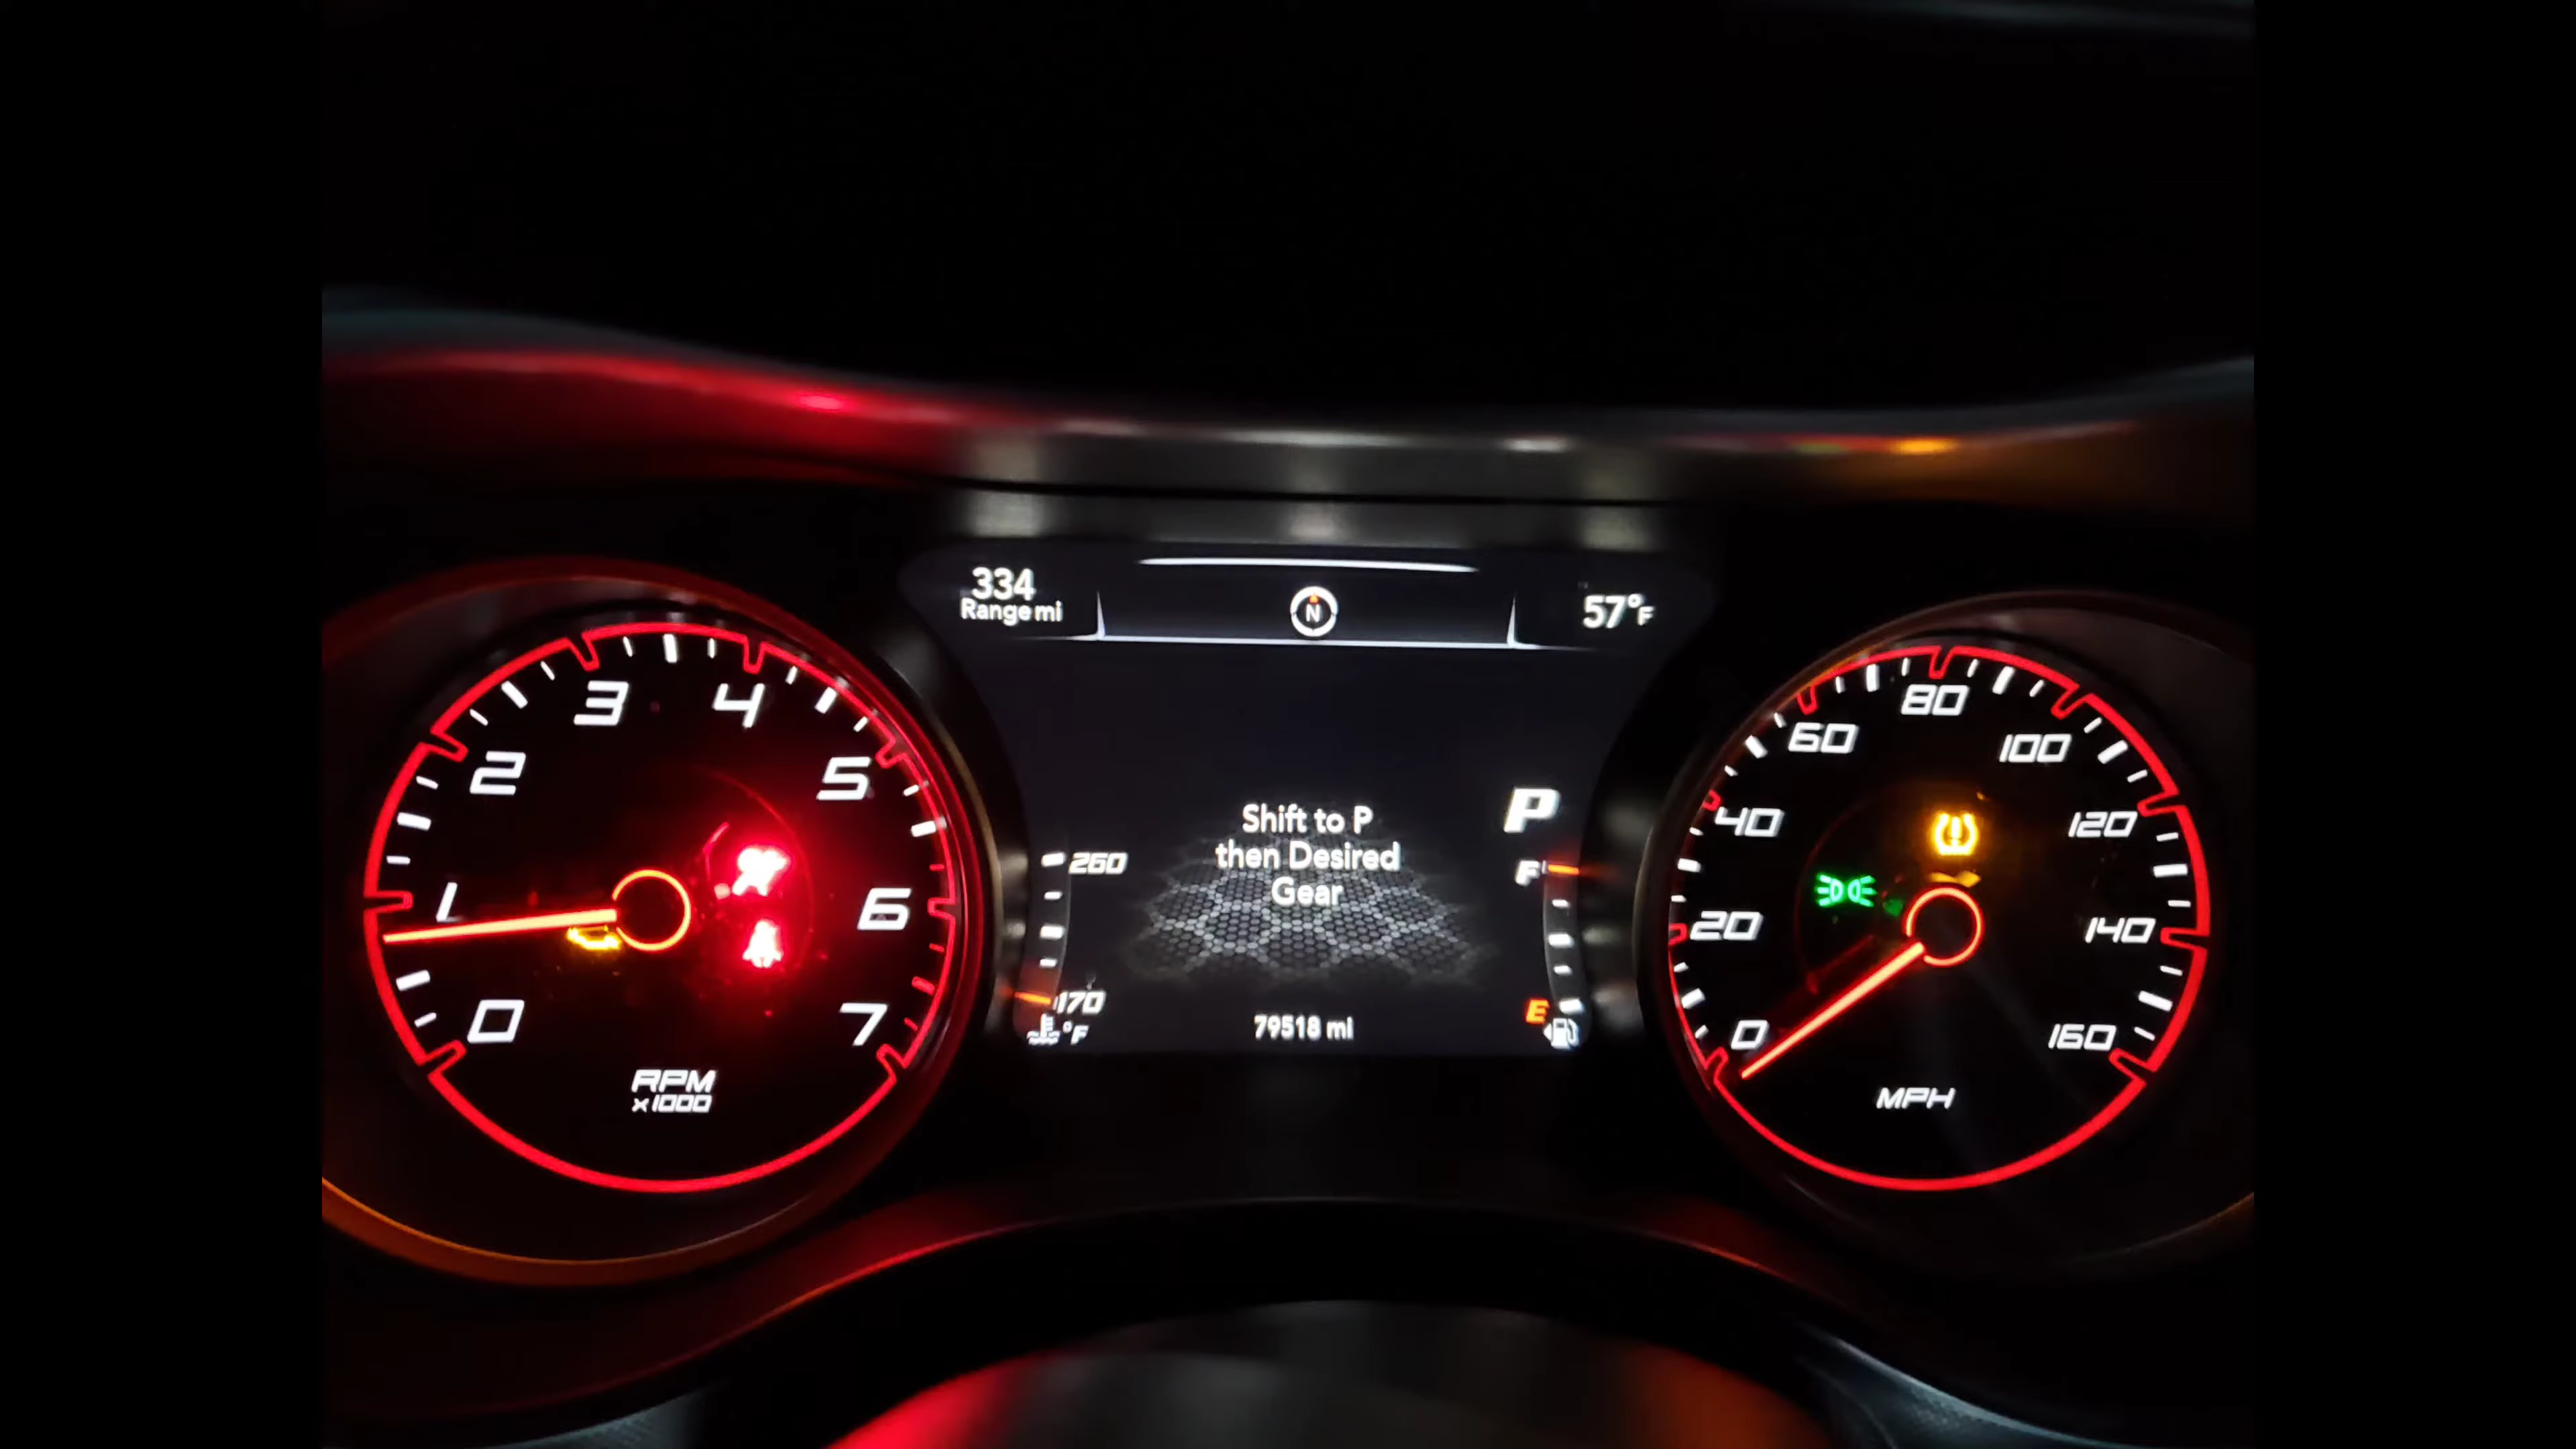 334
Range mi
N
57°F
0
1
2
3
4
5
6
7
RPM
x1000
Shift to P
then Desired
Gear
P
260
170
°F
F
E
79518 mi
0
20
40
60
80
100
120
140
160
MPH